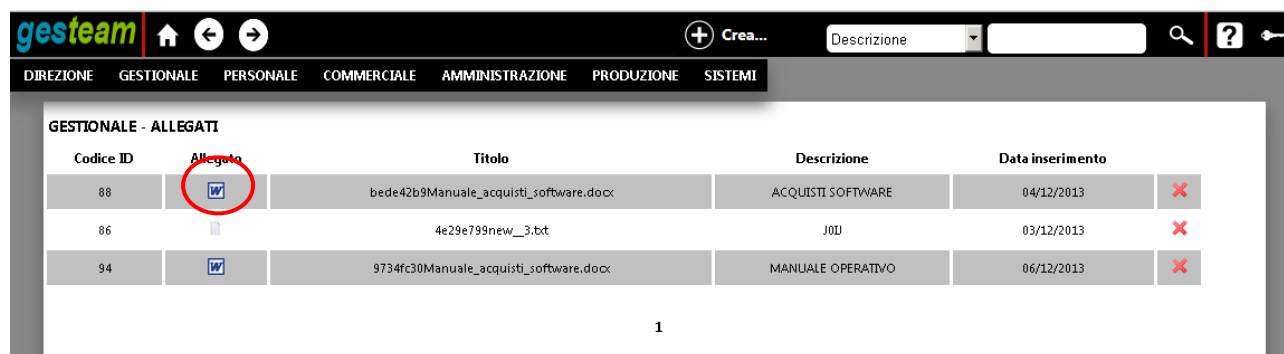 gesteam Crea... Descrizione ?
DIREZIONE GESTIONALE PERSONALE COMMERCIALE AMMINISTRAZIONE PRODUZIONE SISTEMI
GESTIONALE - ALLEGATI
Codice ID Allegato Titolo Descrizione Data inserimento
88 W bede42b9Manuale_acquisti_software.docx ACQUISTI SOFTWARE 04/12/2013
86 4e29e799new__3.txt 03/12/2013
94 W 9734fc30Manuale_acquisti_software.docx MANUALE OPERATIVO 06/12/2013
1